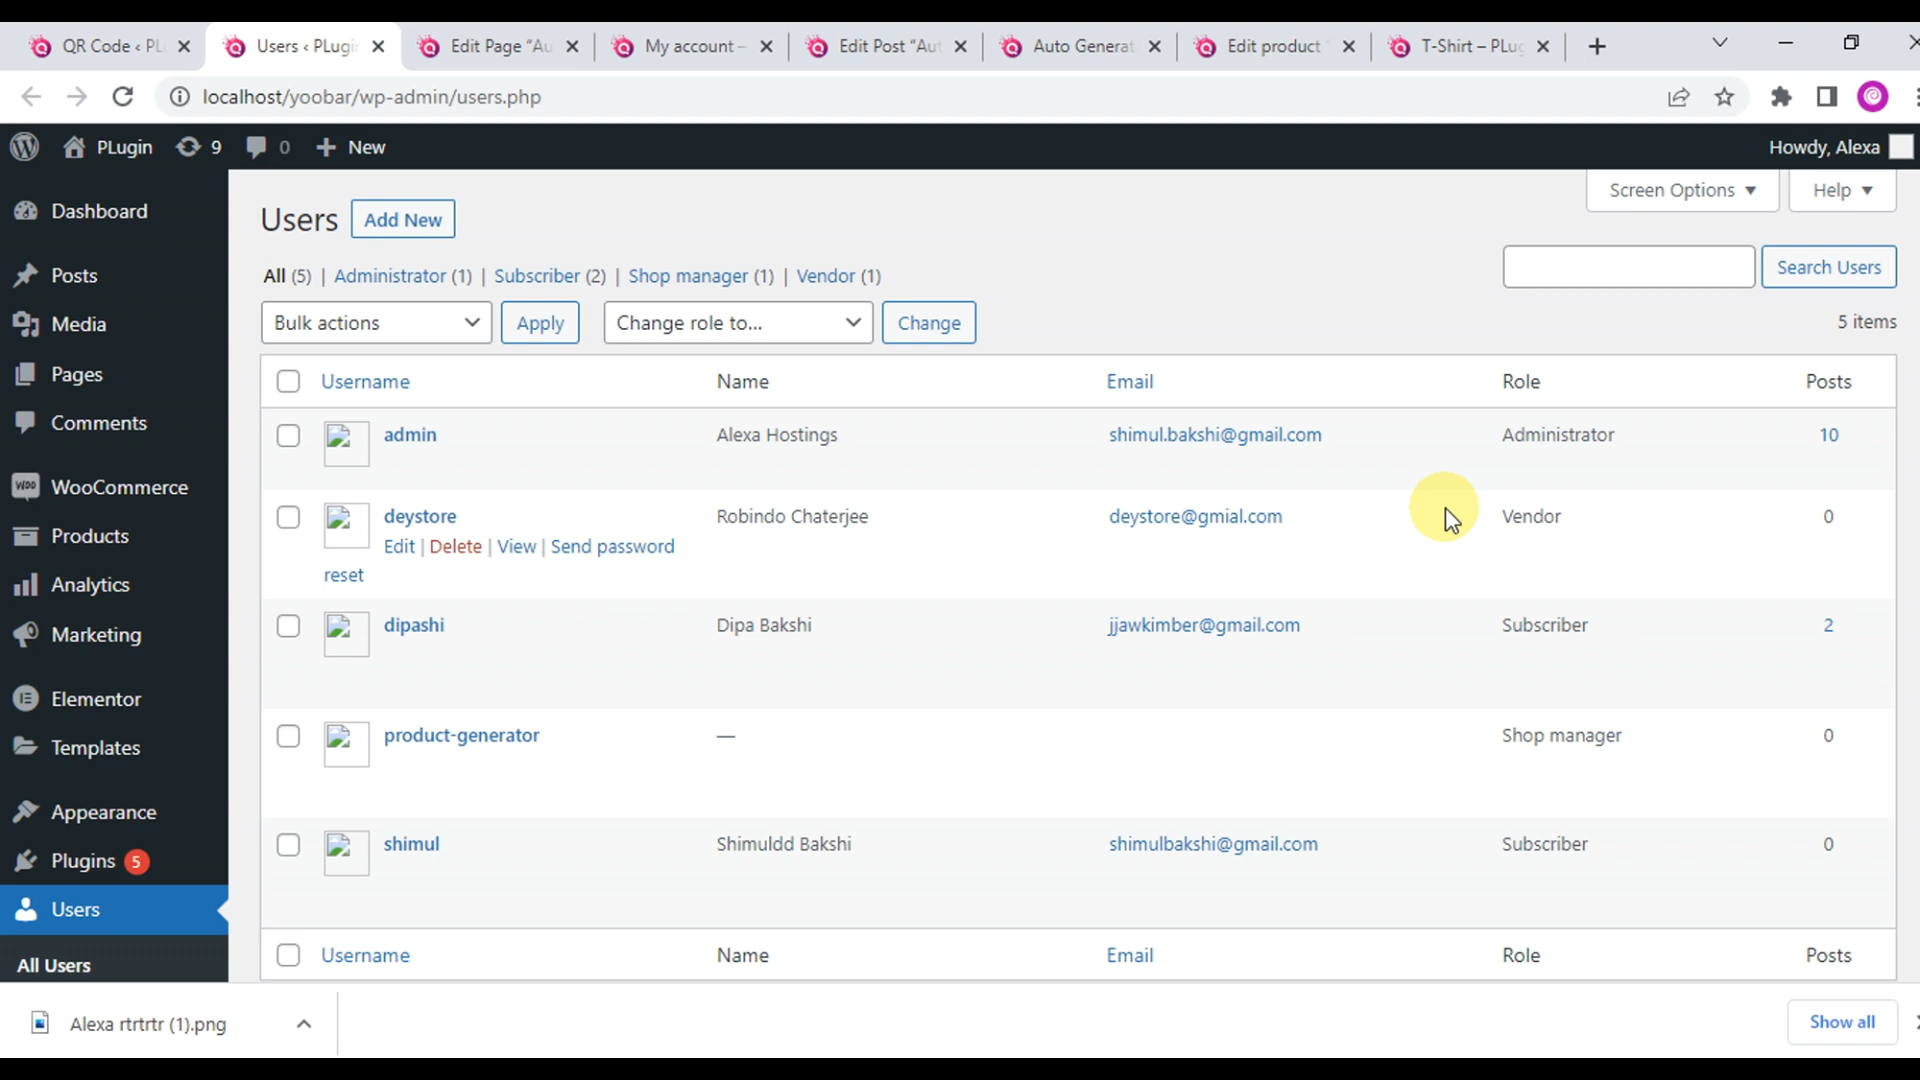 QR Code ‹ PL
Users ‹ PLugi
Edit Page “Au
My account –
Edit Post “Aut
Auto Generat
Edit product
T-Shirt – PLug
localhost/yoobar/wp-admin/users.php
PLugin 9 0 New
Howdy, Alexa
Dashboard
Posts
Media
Pages
Comments
WooCommerce
Products
Analytics
Marketing
Elementor
Templates
Appearance
Plugins 5
Users
All Users
Screen Options
Help
Users Add New
All (5) | Administrator (1) | Subscriber (2) | Shop manager (1) | Vendor (1)
Search Users
Bulk actions Apply Change role to... Change
5 items
Username Name Email Role Posts
admin Alexa Hostings shimul.bakshi@gmail.com Administrator 10
deystore Robindo Chaterjee deystore@gmial.com Vendor 0
Edit | Delete | View | Send password
reset
dipashi Dipa Bakshi jjawkimber@gmail.com Subscriber 2
product-generator — Shop manager 0
shimul Shimuldd Bakshi shimulbakshi@gmail.com Subscriber 0
Username Name Email Role Posts
Alexa rtrtrtr (1).png
Show all